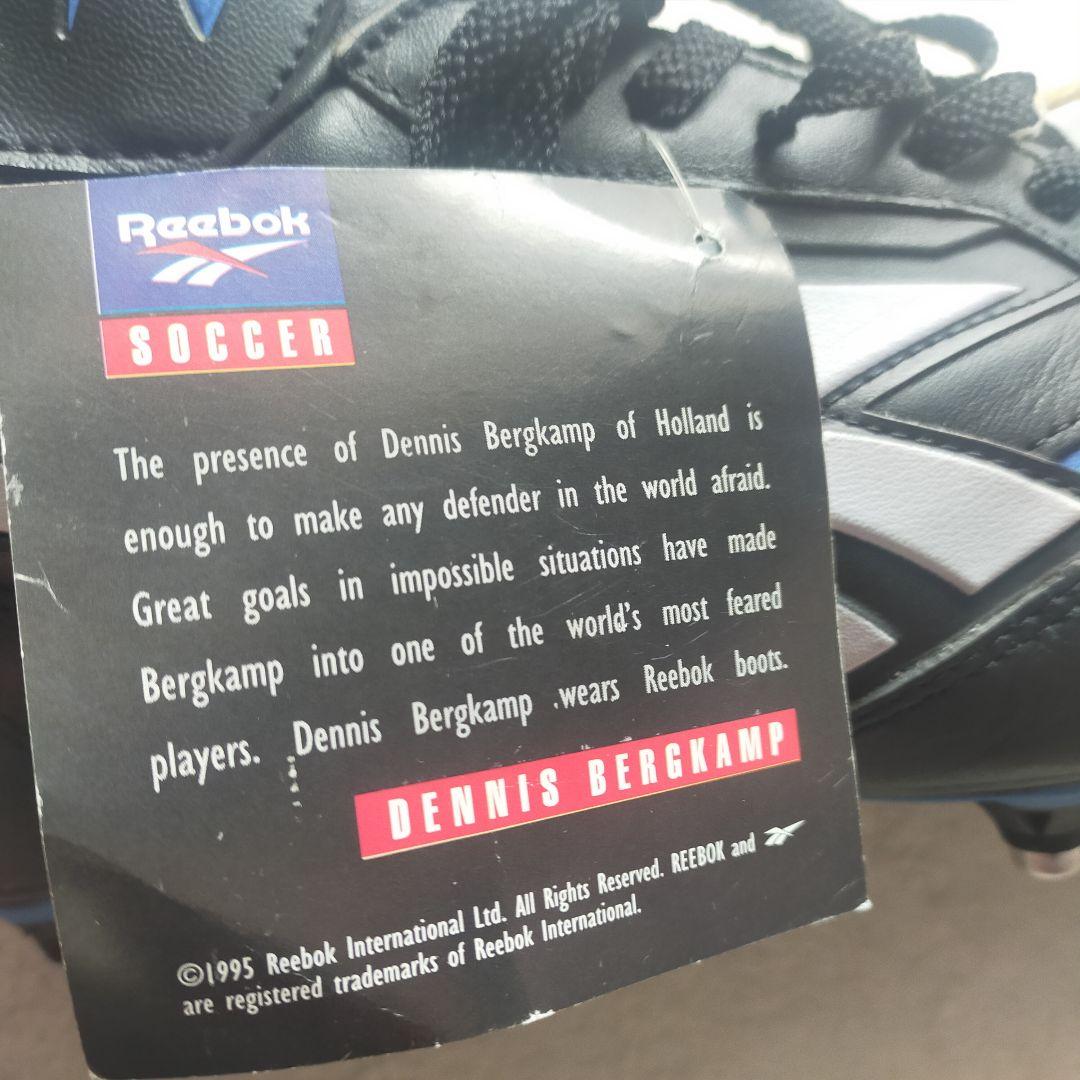 Reebok
SOCCER
The presence of Dennis Bergkamp of Holland is
enough to make any defender in the world afraid.
Great goals in impossible situations have made
Bergkamp into one of the world's most feared
players. Dennis Bergkamp wears Reebok boots.
DENNIS BERGKAMP
©1995 Reebok International Ltd. All Rights Reserved. REEBOK and
are registered trademarks of Reebok International.